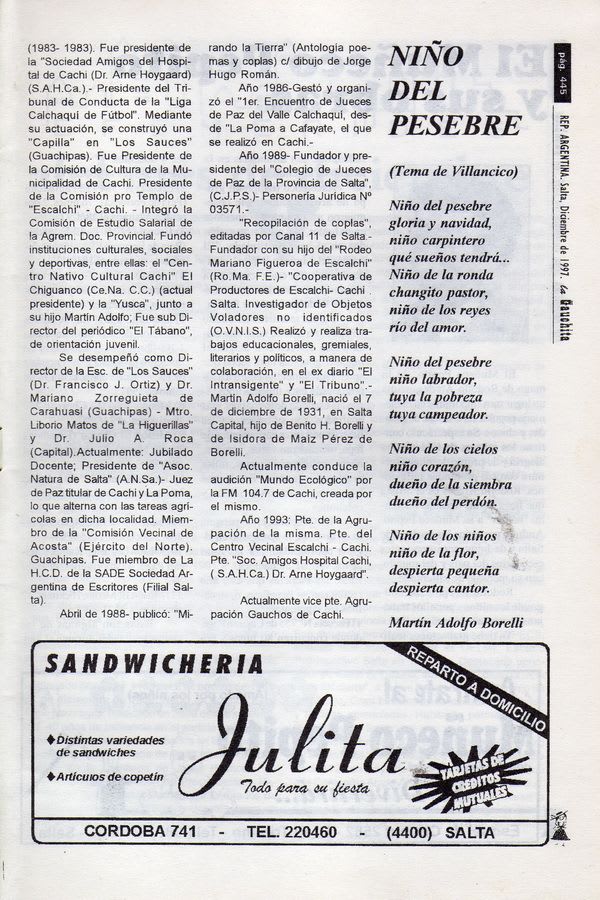 (1983- 1983). Fue presidente de
la "Sociedad Amigos del Hospi-
tal de Cachi (Dr. Arne Hoygaard)
(S.A.H.Ca.).- Presidente del Tri-
bunal de Conducta de la "Liga
Calchaquí de Fútbol". Mediante
su actuación, se construyó una
"Capilla" en "Los Sauces"
(Guachipas). Fue Presidente de
la Comisión de Cultura de la Mu-
nicipalidad de Cachi. Presidente
de la Comisión pro Templo de
"Escalchi" - Cachi. - Integró la
Comisión de Estudio Salarial de
la Agrem. Doc. Provincial. Fundó
instituciones culturales, sociales
y deportivas, entre ellas: el "Cen-
tro Nativo Cultural Cachi" El
Chiguanco (Ce.Na. C.C.) (actual
presidente) y la "Yusca", junto a
su hijo Martín Adolfo; Fue sub Di-
rector del periódico "El Tábano",
de orientación juvenil.
Se desempeñó como Di-
rector de la Esc. de "Los Sauces"
(Dr. Francisco J. Ortiz) y Dr.
Mariano Zorregueta de
Carahuasi (Guachipas) - Mtro.
Liborio Matos de "La Higuerillas"
y Dr. Julio A. Roca
(Capital).Actualmente: Jubilado
Docente; Presidente de "Asoc.
Natura de Salta" (A.N.Sa)- Juez
de Paz titular de Cachi y La Poma,
lo que alterna con las tareas agrí-
colas en dicha localidad. Miem-
bro de la "Comisión Vecinal de
Acosta" (Ejército del Norte).
Guachipas. Fue miembro de La
H.C.D. de la SADE Sociedad Ar-
gentina de Escritores (Filial Sal-
ta).
Abril de 1988- publicó: "Mi-
rando la Tierra" (Antología poe-
mas y coplas) c/ dibujo de Jorge
Hugo Román.
Año 1986-Gestó y organi-
zó el "1er. Encuentro de Jueces
de Paz del Valle Calchaquí, des-
de "La Poma a Cafayate, el que
se realizó en Cachi.-
Año 1989- Fundador y pre-
sidente del "Colegio de Jueces
de Paz de la Provincia de Salta",
(C.J.P.S.)- Personería Jurídica Nº
03571.-
"Recopilación de coplas",
editadas por Canal 11 de Salta -
Fundador con su hijo del "Rodeo
Mariano Figueroa de Escalchi"
(Ro.Ma. F.E.)- "Cooperativa de
Productores de Escalchi- Cachi .
Salta. Investigador de Objetos
Voladores no identificados
(O.V.N.I.S.) Realizó y realiza tra-
bajos educacionales, gremiales,
literarios y políticos, a manera de
colaboración, en el ex diario "El
Intransigente" y "El Tribuno".-
Martín Adolfo Borelli, nació el 7
de diciembre de 1931, en Salta
Capital, hijo de Benito H. Borelli y
de Isidora de Maíz Pérez de
Borelli.
Actualmente conduce la
audición "Mundo Ecológico" por
la FM 104.7 de Cachi, creada por
el mismo.
Año 1993: Pte. de la Agru-
pación de la misma. Pte. del
Centro Vecinal Escalchi - Cachi.
Pte. "Soc. Amigos Hospital Cachi,
( S.A.H.Ca) Dr. Arne Hoygaard".
Actualmente vice pte. Agru-
pación Gauchos de Cachi.
NIÑO
DEL
PESEBRE
(Tema de Villancico)
Niño del pesebre
gloria y navidad,
niño carpintero
qué sueños tendrá...
Niño de la ronda
changito pastor,
niño de los reyes
río del amor.
Niño del pesebre
niño labrador,
tuya la pobreza
tuya campeador.
Niño de los cielos
niño corazón,
dueño de la siembra
dueño del perdón.
Niño de los niños
niño de la flor,
despierta pequeña
despierta cantor.
Martín Adolfo Borelli
pág. 445
REP. ARGENTINA. Salta, Diciembre de 1997. La Gauchita
SANDWICHERIA
REPARTO A DOMICILIO
Julita
Todo para su fiesta
♦Distintas variedades
de sandwiches
♦Artículos de copetín
TARJETAS DE
CREDITOS
MUTUALES
CORDOBA 741 - TEL. 220460 - (4400) SALTA